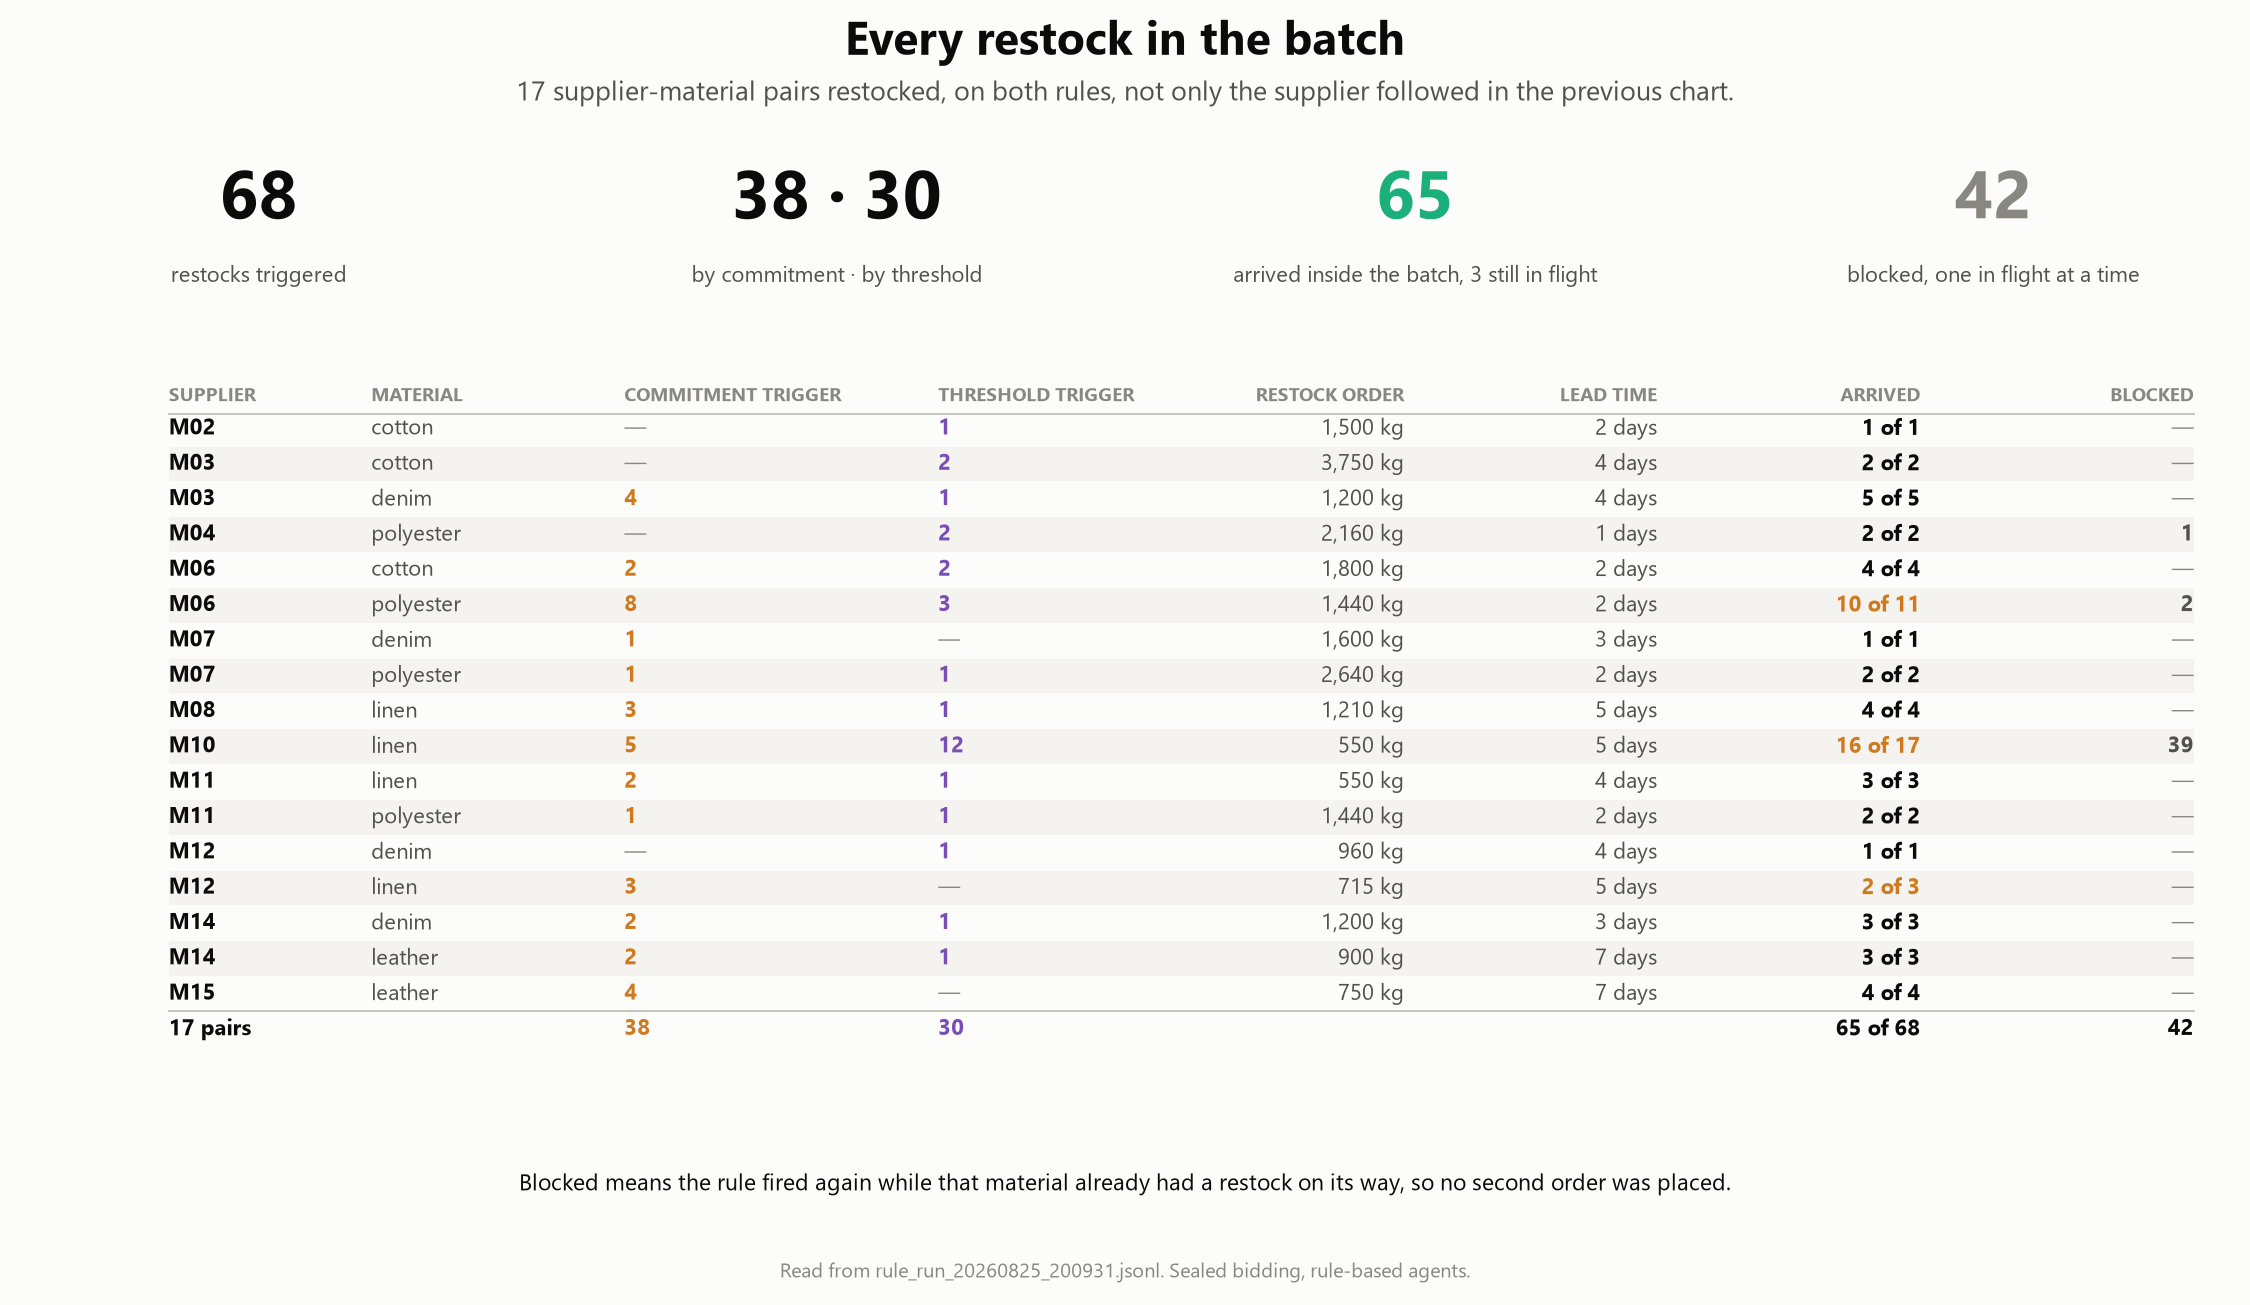 Every restock in the batch
17 supplier-material pairs restocked, on both rules, not only the supplier followed in the previous chart.
68 38 · 30 65 42
restocks triggered by commitment · by threshold arrived inside the batch, 3 still in flight blocked, one in flight at a time
SUPPLIER MATERIAL COMMITMENT TRIGGER THRESHOLD TRIGGER RESTOCK ORDER LEAD TIME ARRIVED BLOCKED
M02 cotton — 1 1,500 kg 2 days 1 of 1 —
M03 cotton — 2 3,750 kg 4 days 2 of 2 —
M03 denim 4 1 1,200 kg 4 days 5 of 5 —
M04 polyester — 2 2,160 kg 1 days 2 of 2 1
M06 cotton 2 2 1,800 kg 2 days 4 of 4 —
M06 polyester 8 3 1,440 kg 2 days 10 of 11 2
M07 denim 1 — 1,600 kg 3 days 1 of 1 —
M07 polyester 1 1 2,640 kg 2 days 2 of 2 —
M08 linen 3 1 1,210 kg 5 days 4 of 4 —
M10 linen 5 12 550 kg 5 days 16 of 17 39
M11 linen 2 1 550 kg 4 days 3 of 3 —
M11 polyester 1 1 1,440 kg 2 days 2 of 2 —
M12 denim — 1 960 kg 4 days 1 of 1 —
M12 linen 3 — 715 kg 5 days 2 of 3 —
M14 denim 2 1 1,200 kg 3 days 3 of 3 —
M14 leather 2 1 900 kg 7 days 3 of 3 —
M15 leather 4 — 750 kg 7 days 4 of 4 —
17 pairs 38 30 65 of 68 42
Blocked means the rule fired again while that material already had a restock on its way, so no second order was placed.
Read from rule_run_20260825_200931.jsonl. Sealed bidding, rule-based agents.